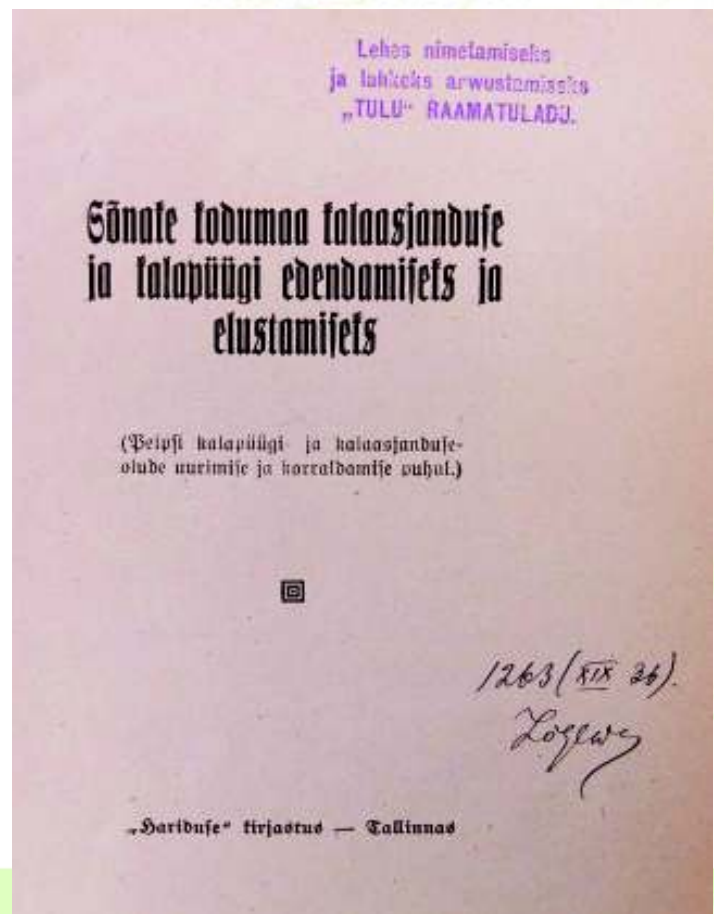 Lehes nimetamiseks
ja lahkeks arwustamiseks
„TULU“ RAAMATULADU.
Sõnake kodumaa kalaasjanduse
ja kalapüügi edendamiseks ja
elustamiseks
(Peipsi kalapüügi ja kalaasjanduse-
olude uurimise ja korraldamise puhul.)
1263 (XIX 36).
„Hariduse“ kirjastus — Tallinnas